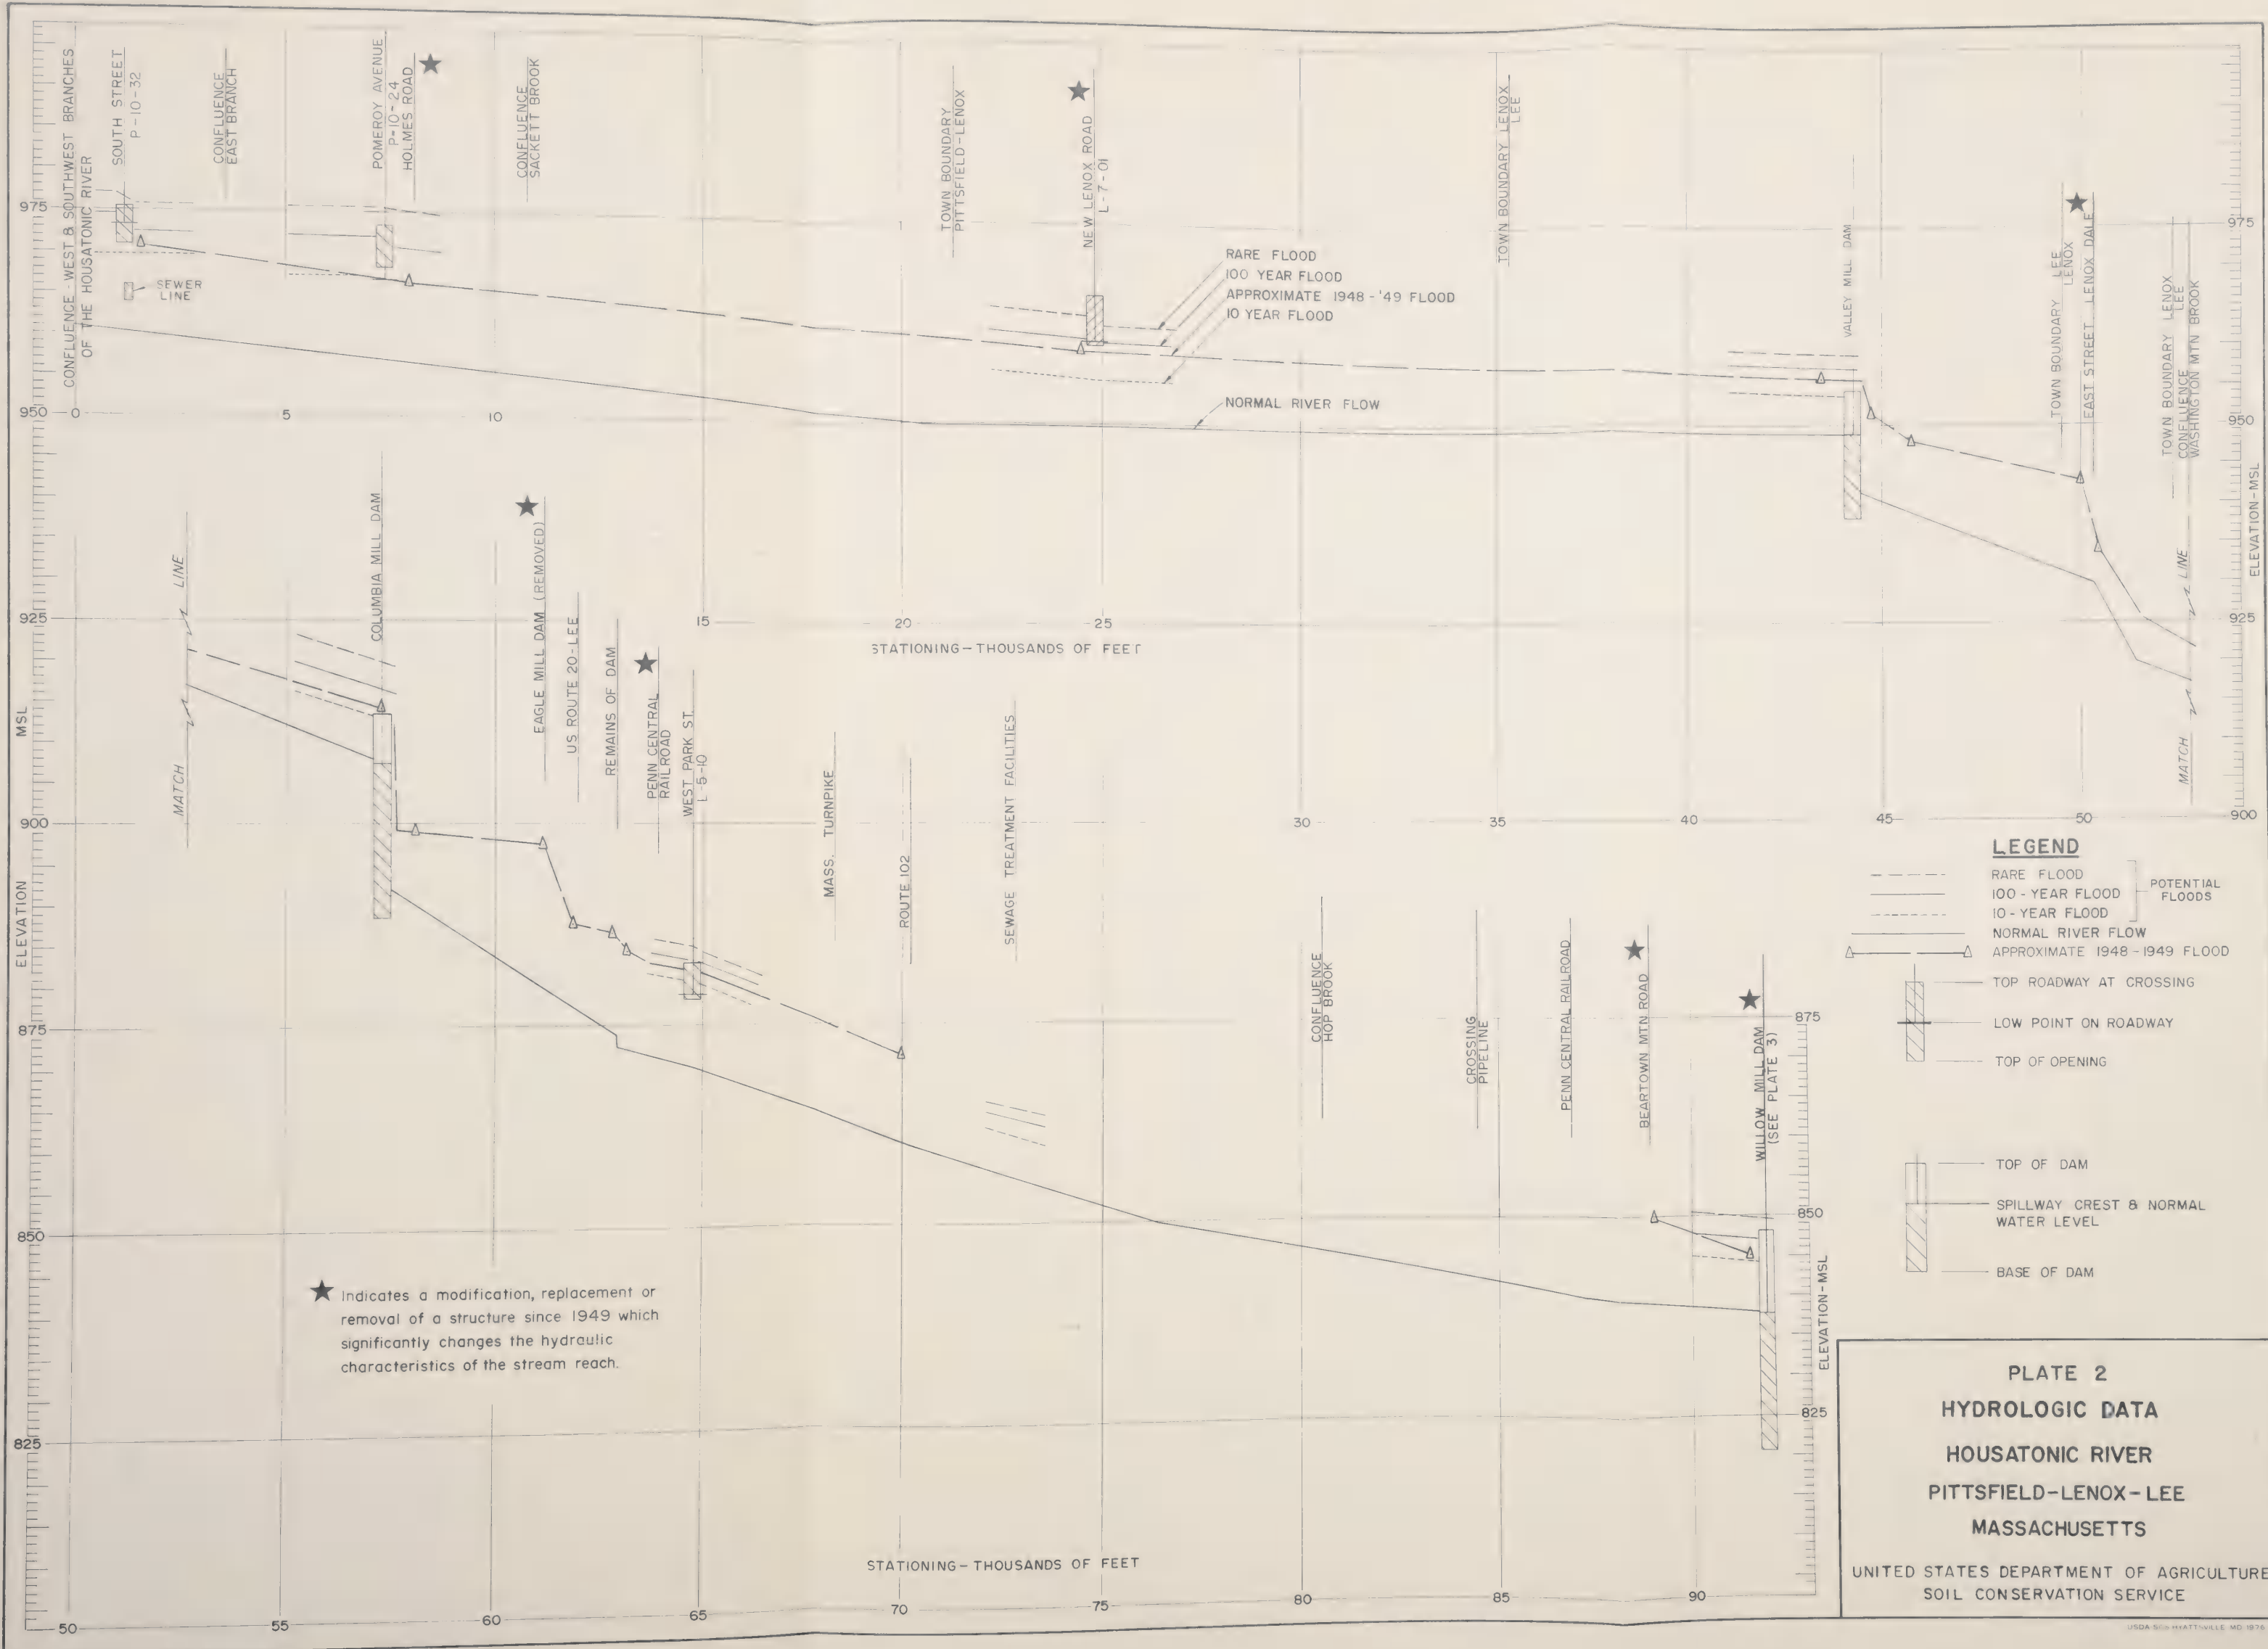 CONFLUENCE - WEST & SOUTHWEST BRANCHES
OF THE HOUSATONIC RIVER
SOUTH STREET
P-10-32
CONFLUENCE
EAST BRANCH
POMEROY AVENUE
P-10-24
HOLMES ROAD
CONFLUENCE
SACKETT BROOK
TOWN BOUNDARY
PITTSFIELD-LENOX
NEW LENOX ROAD
L-7-01
TOWN BOUNDARY LENOX
LEE
VALLEY MILL DAM
TOWN BOUNDARY LEE
LENOX
EAST STREET LENOX DALE
TOWN BOUNDARY LENOX
LEE
CONFLUENCE
WASHINGTON MTN BROOK
975
975
SEWER
LINE
RARE FLOOD
100 YEAR FLOOD
APPROXIMATE 1948-'49 FLOOD
10 YEAR FLOOD
NORMAL RIVER FLOW
950
0
5
10
950
ELEVATION-MSL
MATCH LINE
COLUMBIA MILL DAM
EAGLE MILL DAM (REMOVED)
US ROUTE 20-LEE
REMAINS OF DAM
PENN CENTRAL
RAILROAD
WEST PARK ST.
L-5-10
925
15
20
25
925
STATIONING-THOUSANDS OF FEET
MATCH LINE
MASS. TURNPIKE
ROUTE 102
SEWAGE TREATMENT FACILITIES
ELEVATION MSL
900
30
35
40
45
50
900
LEGEND
RARE FLOOD
100-YEAR FLOOD
10-YEAR FLOOD
POTENTIAL
FLOODS
NORMAL RIVER FLOW
APPROXIMATE 1948-1949 FLOOD
TOP ROADWAY AT CROSSING
LOW POINT ON ROADWAY
TOP OF OPENING
TOP OF DAM
SPILLWAY CREST & NORMAL
WATER LEVEL
BASE OF DAM
CONFLUENCE
HOP BROOK
CROSSING
PIPELINE
PENN CENTRAL RAILROAD
BEARTOWN MTN ROAD
WILLOW MILL DAM
(SEE PLATE 3)
875
875
850
850
ELEVATION-MSL
★ Indicates a modification, replacement or
removal of a structure since 1949 which
significantly changes the hydraulic
characteristics of the stream reach.
825
825
STATIONING-THOUSANDS OF FEET
50
55
60
65
70
75
80
85
90
PLATE 2
HYDROLOGIC DATA
HOUSATONIC RIVER
PITTSFIELD-LENOX-LEE
MASSACHUSETTS
UNITED STATES DEPARTMENT OF AGRICULTURE
SOIL CONSERVATION SERVICE